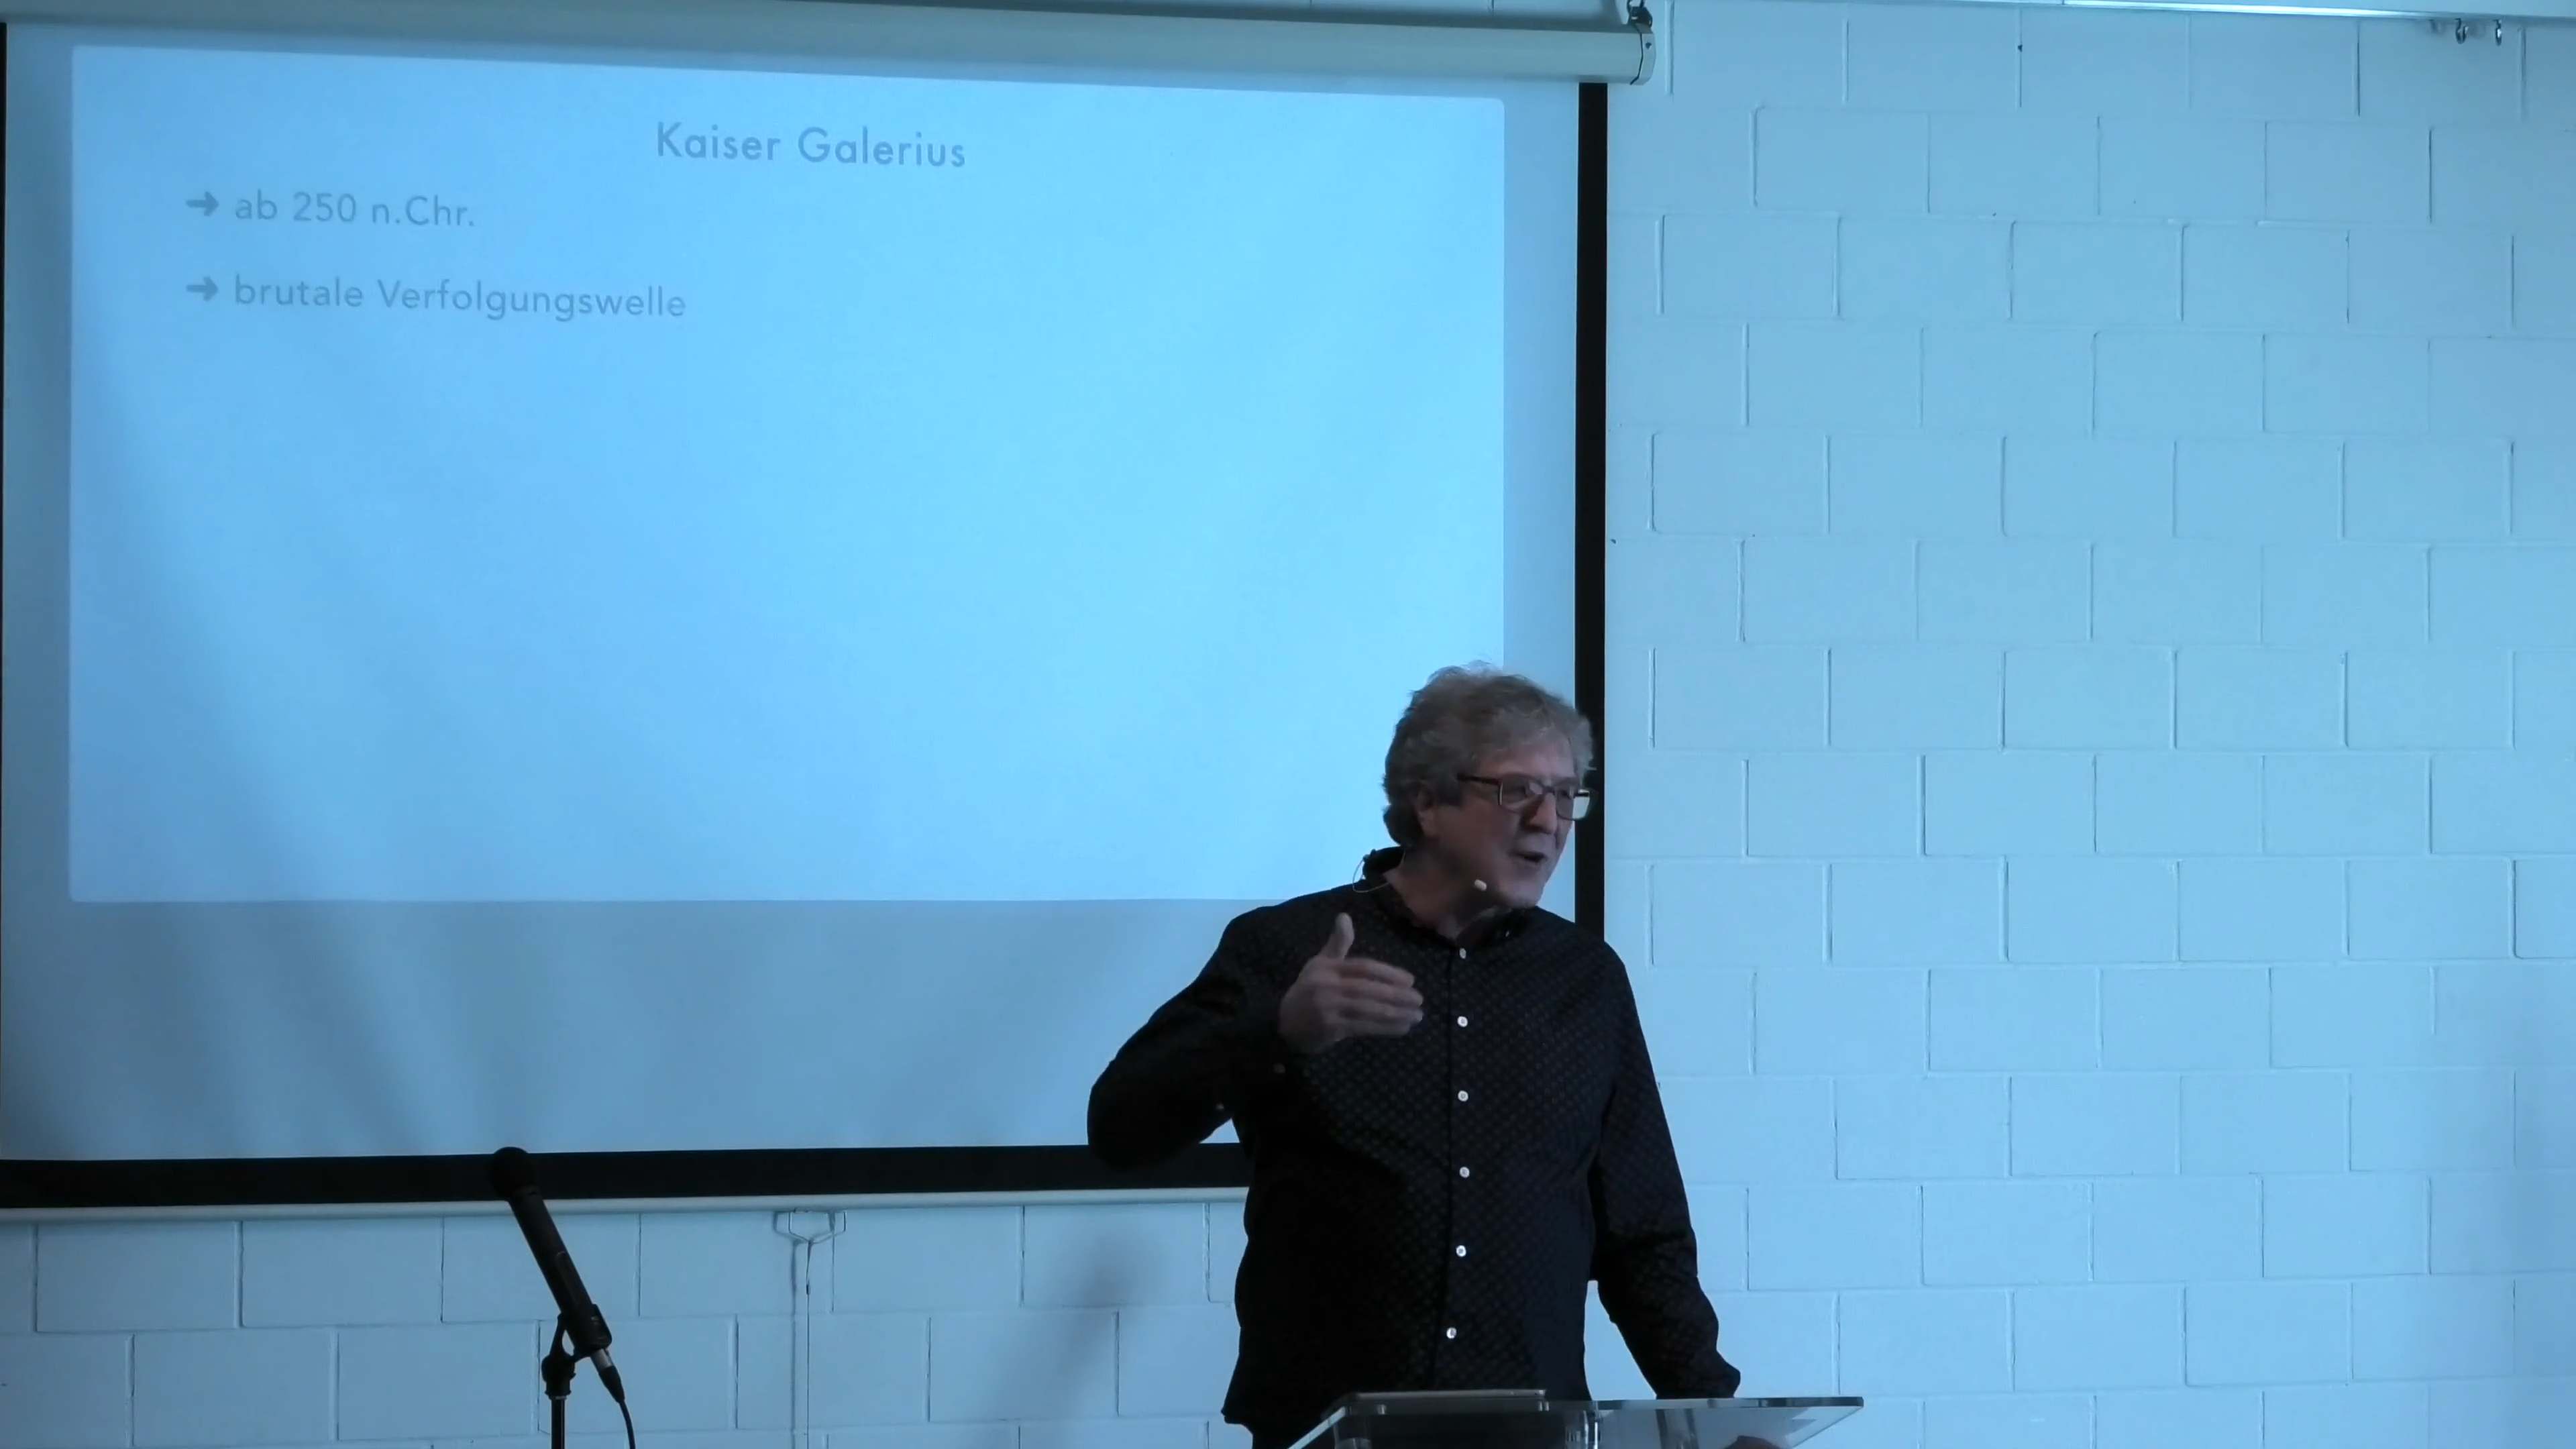 Kaiser Galerius
➜ ab 250 n.Chr.
➜ brutale Verfolgungswelle